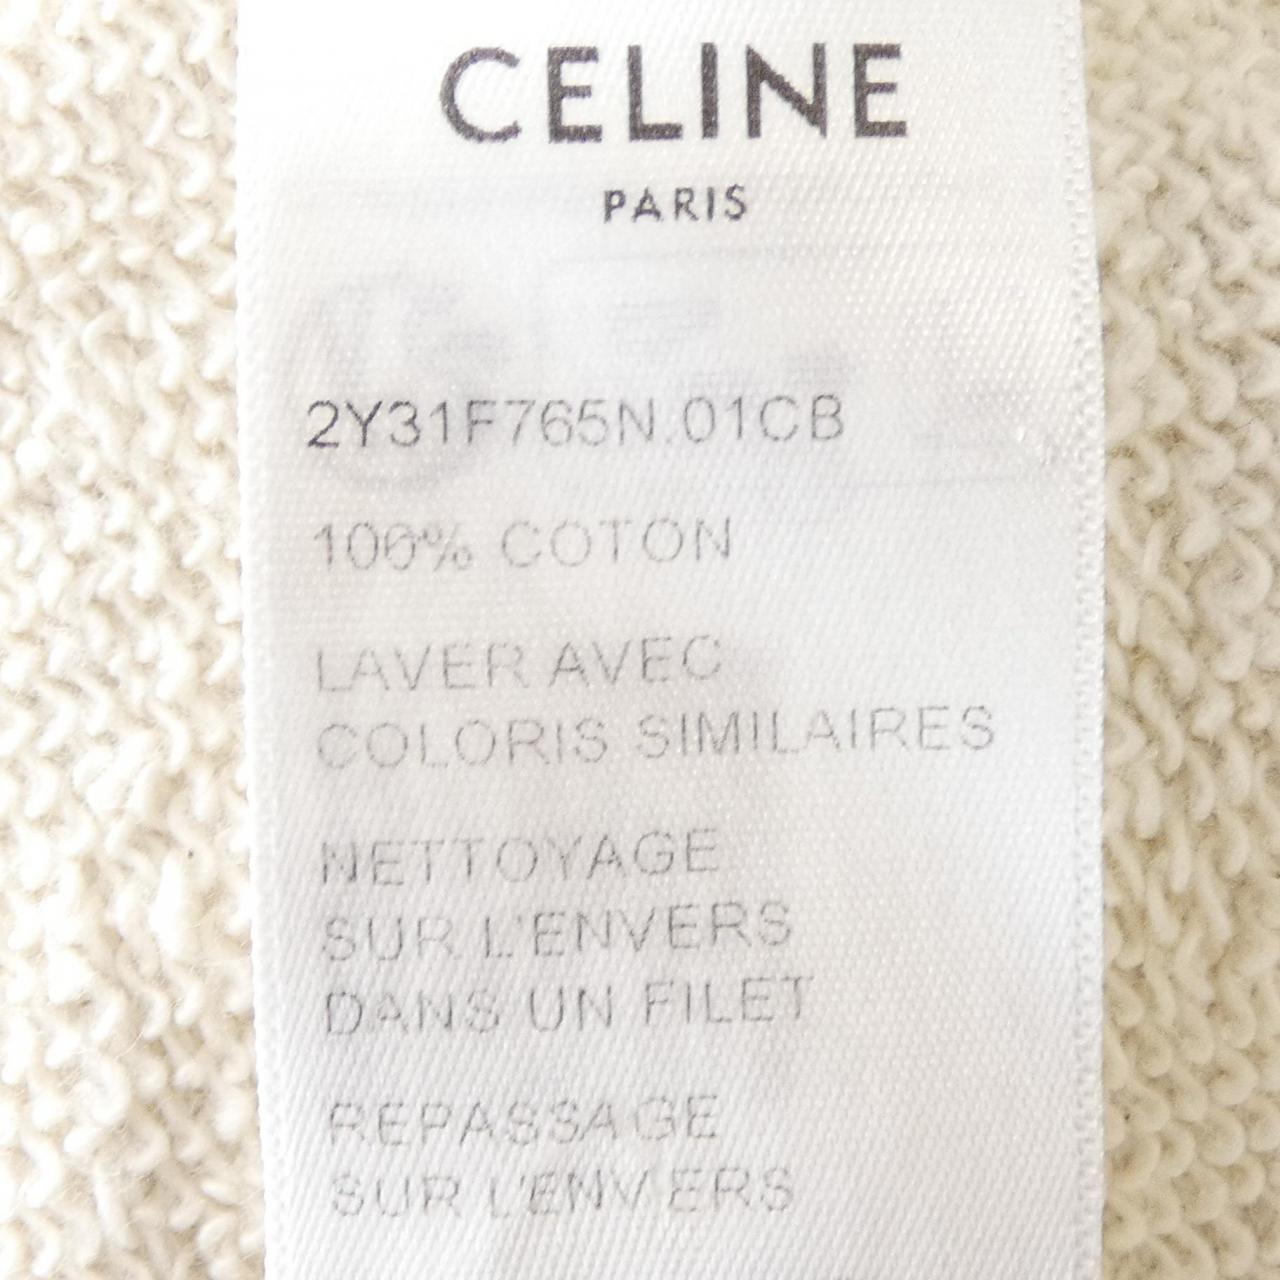 CELINE
PARIS
2Y31F765N.01CB
100% COTON
LAVER AVEC
COLORIS SIMILAIRES
NETTOYAGE
SUR L'ENVERS
DANS UN FILET
REPASSAGE
SUR L'ENVERS